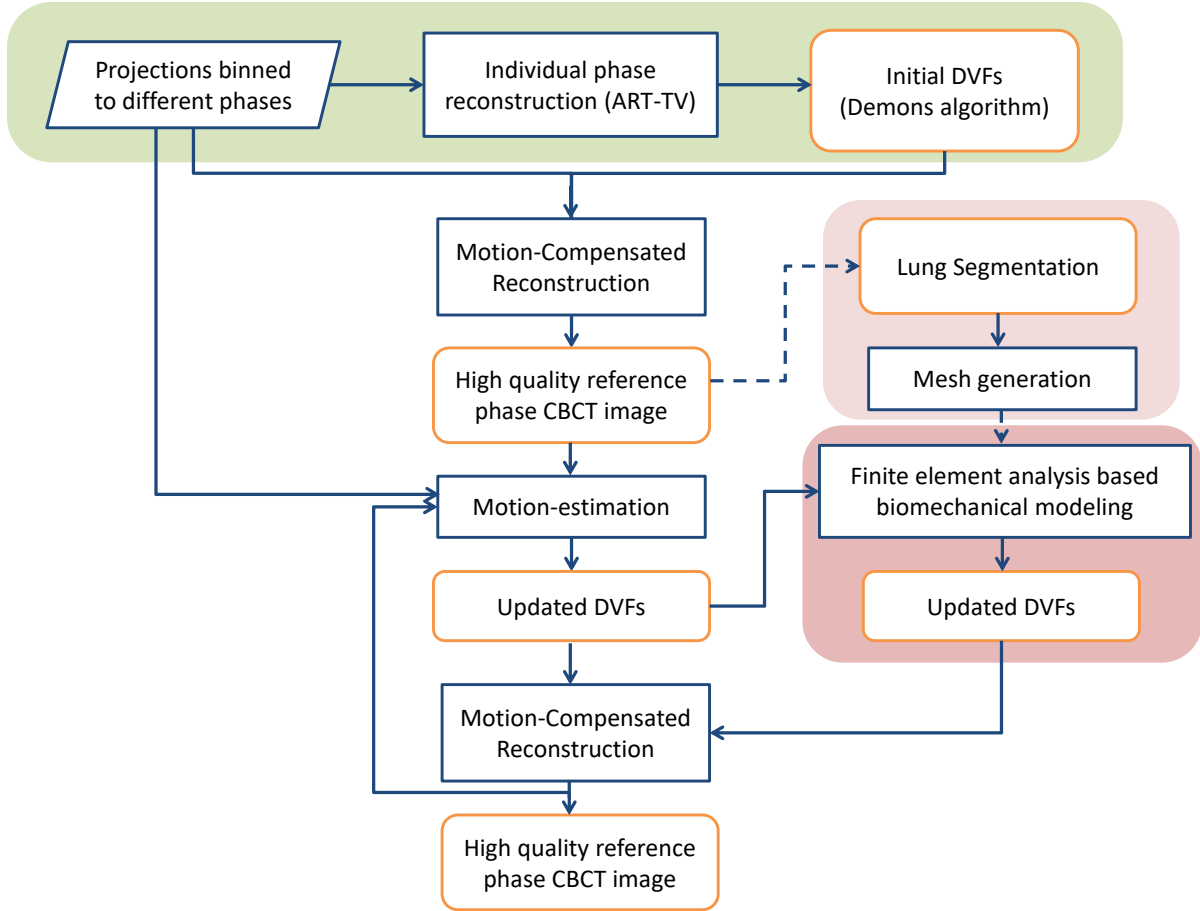 Projections binned
to different phases
Individual phase
reconstruction (ART-TV)
Initial DVFs
(Demons algorithm)
Motion-Compensated
Reconstruction
Lung Segmentation
High quality reference
phase CBCT image
Mesh generation
Motion-estimation
Finite element analysis based
biomechanical modeling
Updated DVFs
Updated DVFs
Motion-Compensated
Reconstruction
High quality reference
phase CBCT image